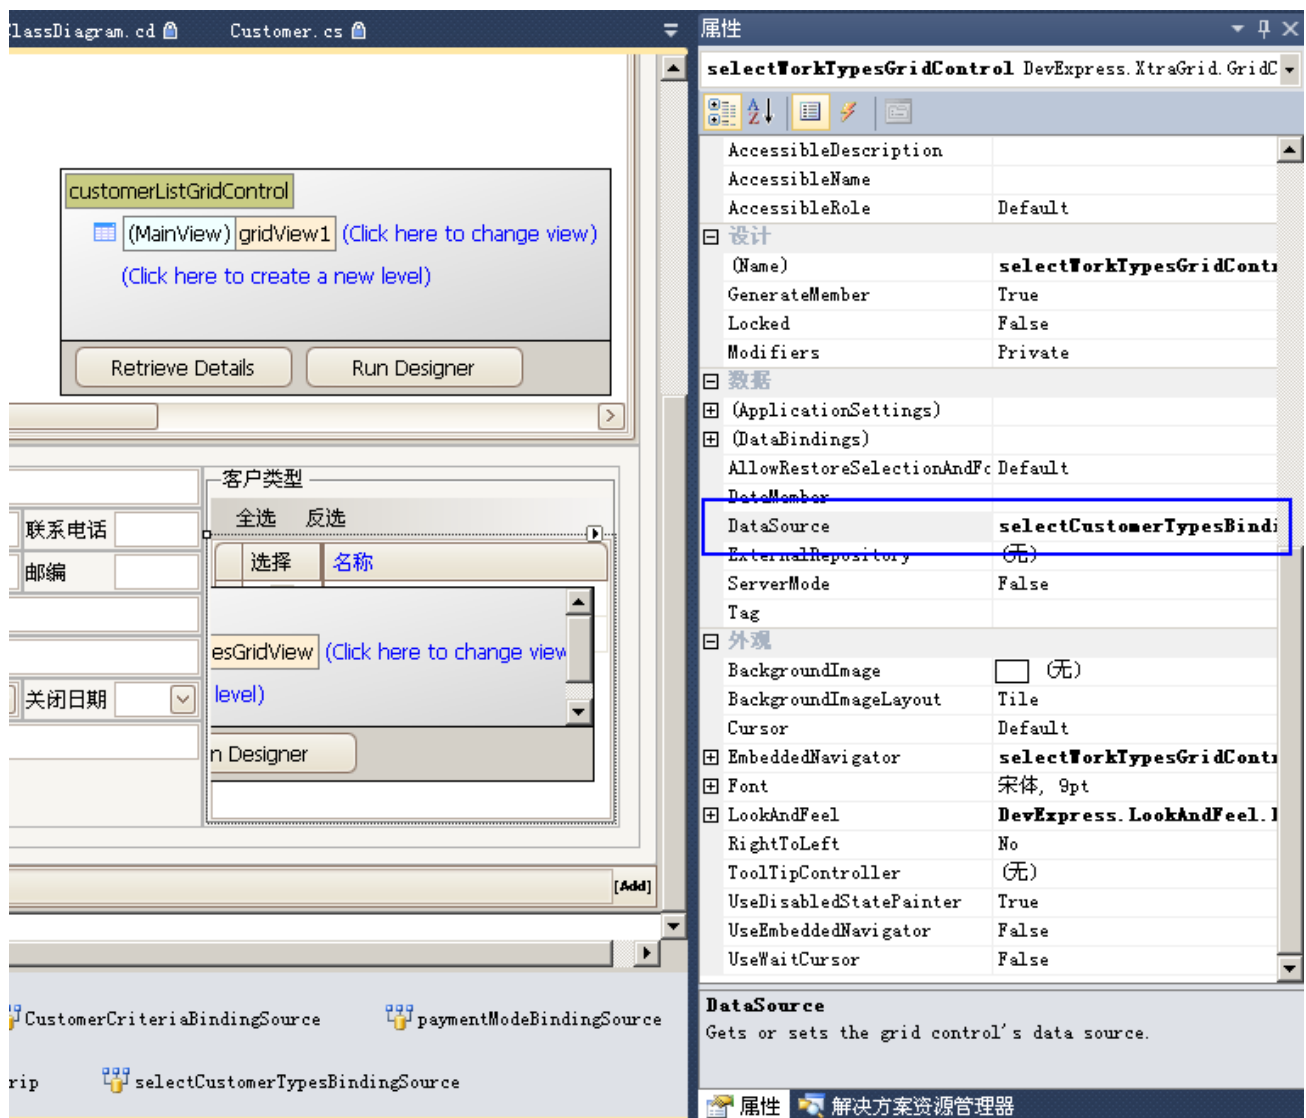 ClassDiagram.cd
Customer.cs
customerListGridControl
(MainView) gridView1 (Click here to change view)
(Click here to create a new level)
Retrieve Details
Run Designer
客户类型
全选 反选
联系电话
选择 名称
邮编
esGridView (Click here to change view
关闭日期
level)
n Designer
[Add]
CustomerCriteriaBindingSource
paymentModeBindingSource
rip
selectCustomerTypesBindingSource
属性
selectWorkTypesGridControl DevExpress.XtraGrid.GridC
AccessibleDescription
AccessibleName
AccessibleRole Default
设计
(Name) selectWorkTypesGridContr
GenerateMember True
Locked False
Modifiers Private
数据
(ApplicationSettings)
(DataBindings)
AllowRestoreSelectionAndFo Default
DataMember
DataSource selectCustomerTypesBindi
ExternalRepository (无)
ServerMode False
Tag
外观
BackgroundImage (无)
BackgroundImageLayout Tile
Cursor Default
EmbeddedNavigator selectWorkTypesGridContr
Font 宋体, 9pt
LookAndFeel DevExpress.LookAndFeel.D
RightToLeft No
ToolTipController (无)
UseDisabledStatePainter True
UseEmbeddedNavigator False
UseWaitCursor False
DataSource
Gets or sets the grid control's data source.
属性 解决方案资源管理器